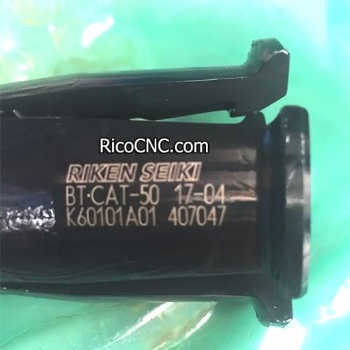 RicoCNC.com
RIKEN SEIKI
BT·CAT-50 17-04
K60101A01 407047